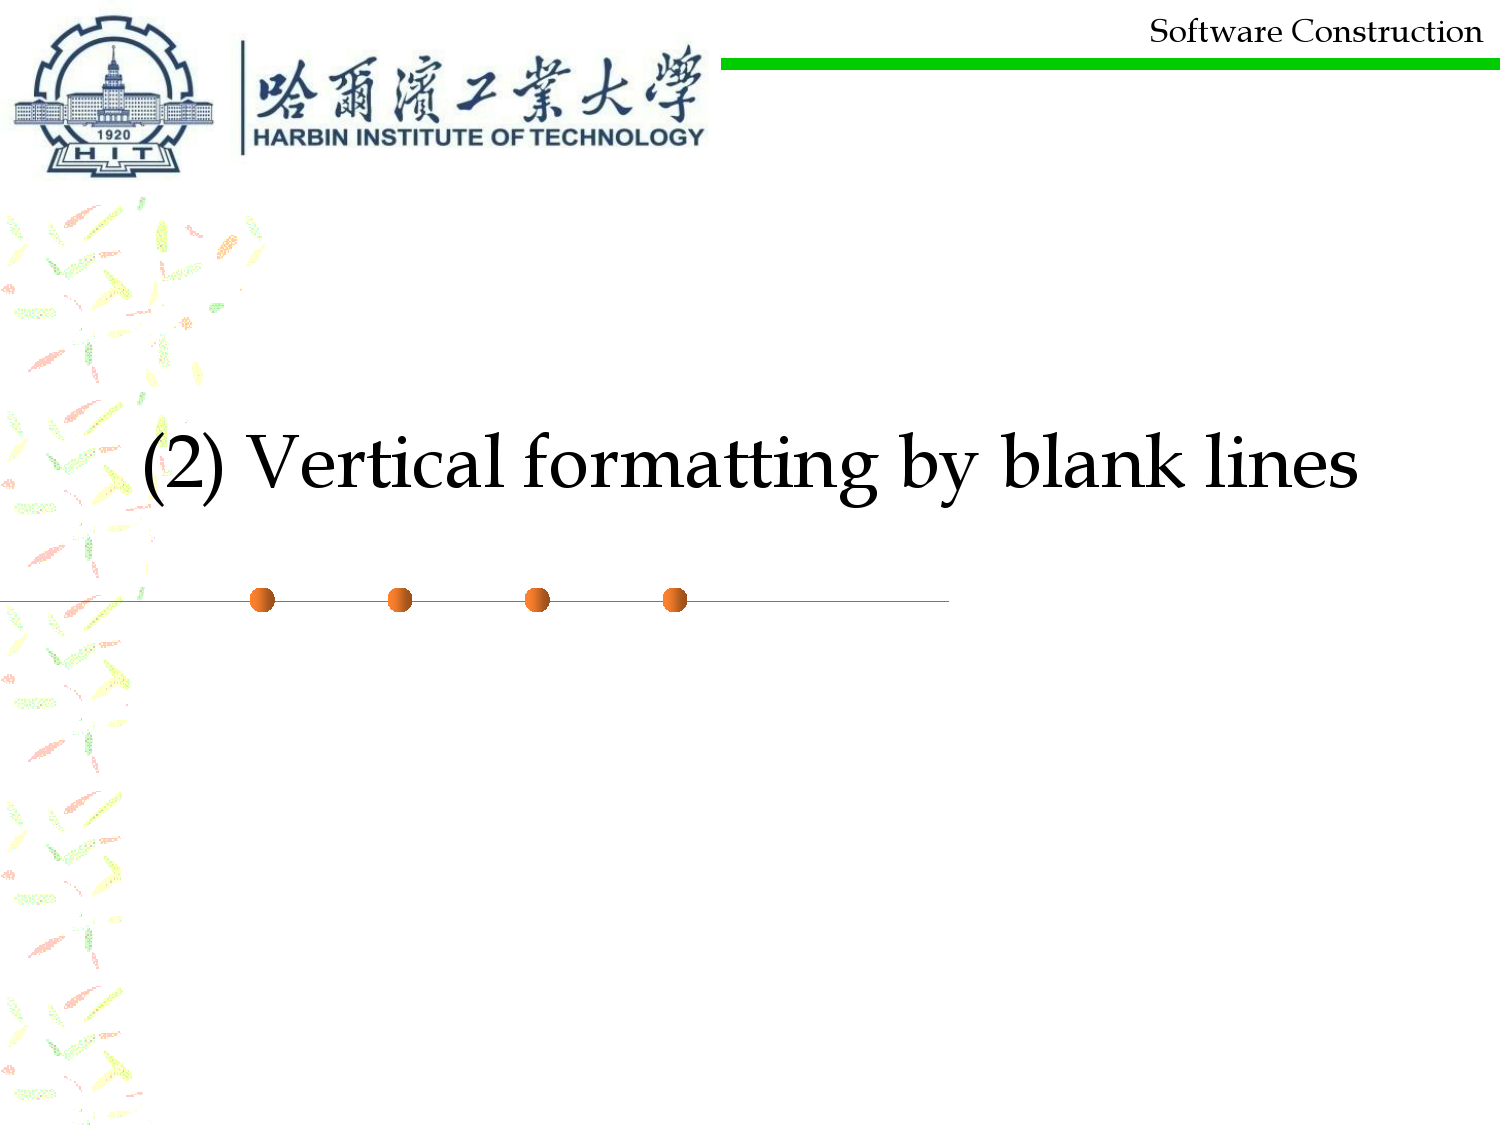 Software Construction
哈爾濱工業大學
HARBIN INSTITUTE OF TECHNOLOGY
1920
HIT
(2) Vertical formatting by blank lines